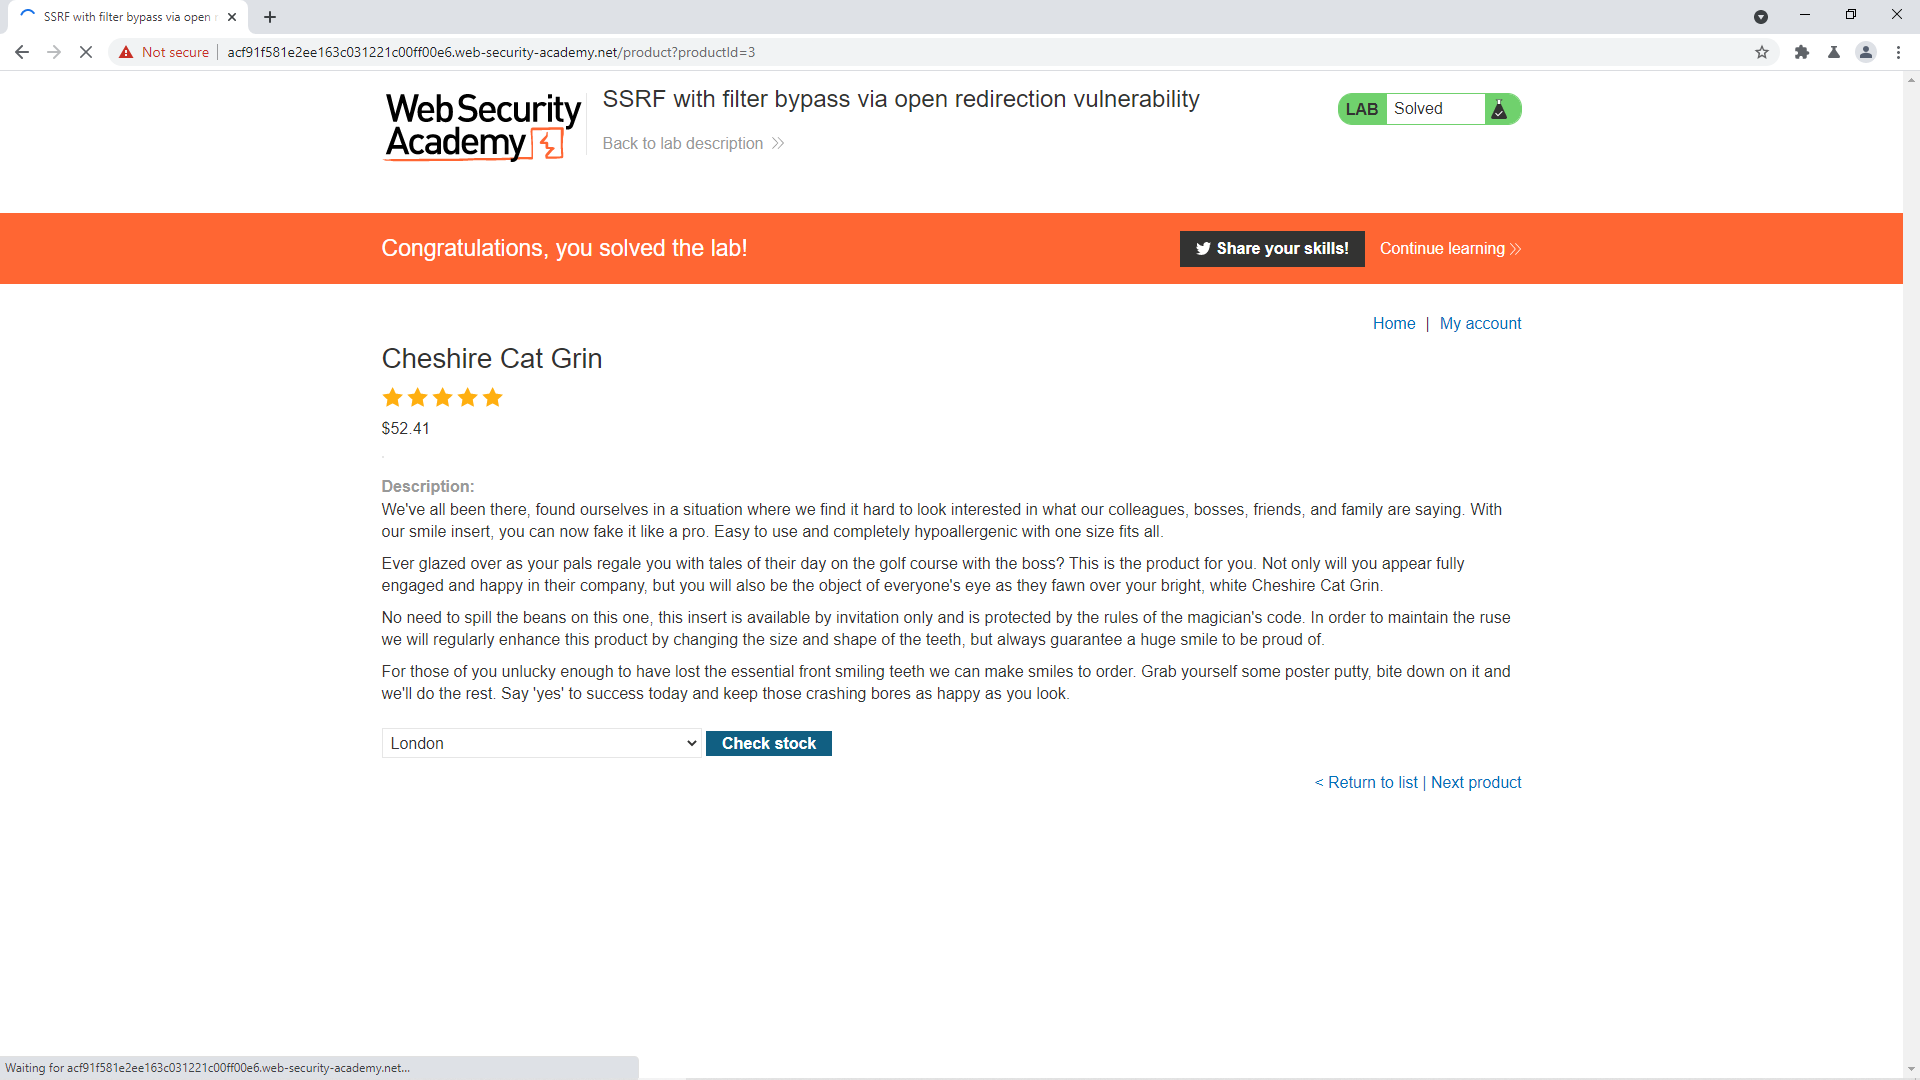 SSRF with filter bypass via open r
Not secure
acf91f581e2ee163c031221c00ff00e6.web-security-academy.net/product?productId=3
Web Security
Academy
SSRF with filter bypass via open redirection vulnerability
Back to lab description
LAB Solved
Congratulations, you solved the lab!
Share your skills!
Continue learning
Home | My account
Cheshire Cat Grin
$52.41
Description:
We've all been there, found ourselves in a situation where we find it hard to look interested in what our colleagues, bosses, friends, and family are saying. With
our smile insert, you can now fake it like a pro. Easy to use and completely hypoallergenic with one size fits all.
Ever glazed over as your pals regale you with tales of their day on the golf course with the boss? This is the product for you. Not only will you appear fully
engaged and happy in their company, but you will also be the object of everyone's eye as they fawn over your bright, white Cheshire Cat Grin.
No need to spill the beans on this one, this insert is available by invitation only and is protected by the rules of the magician's code. In order to maintain the ruse
we will regularly enhance this product by changing the size and shape of the teeth, but always guarantee a huge smile to be proud of.
For those of you unlucky enough to have lost the essential front smiling teeth we can make smiles to order. Grab yourself some poster putty, bite down on it and
we'll do the rest. Say 'yes' to success today and keep those crashing bores as happy as you look.
London
Check stock
< Return to list | Next product
Waiting for acf91f581e2ee163c031221c00ff00e6.web-security-academy.net...